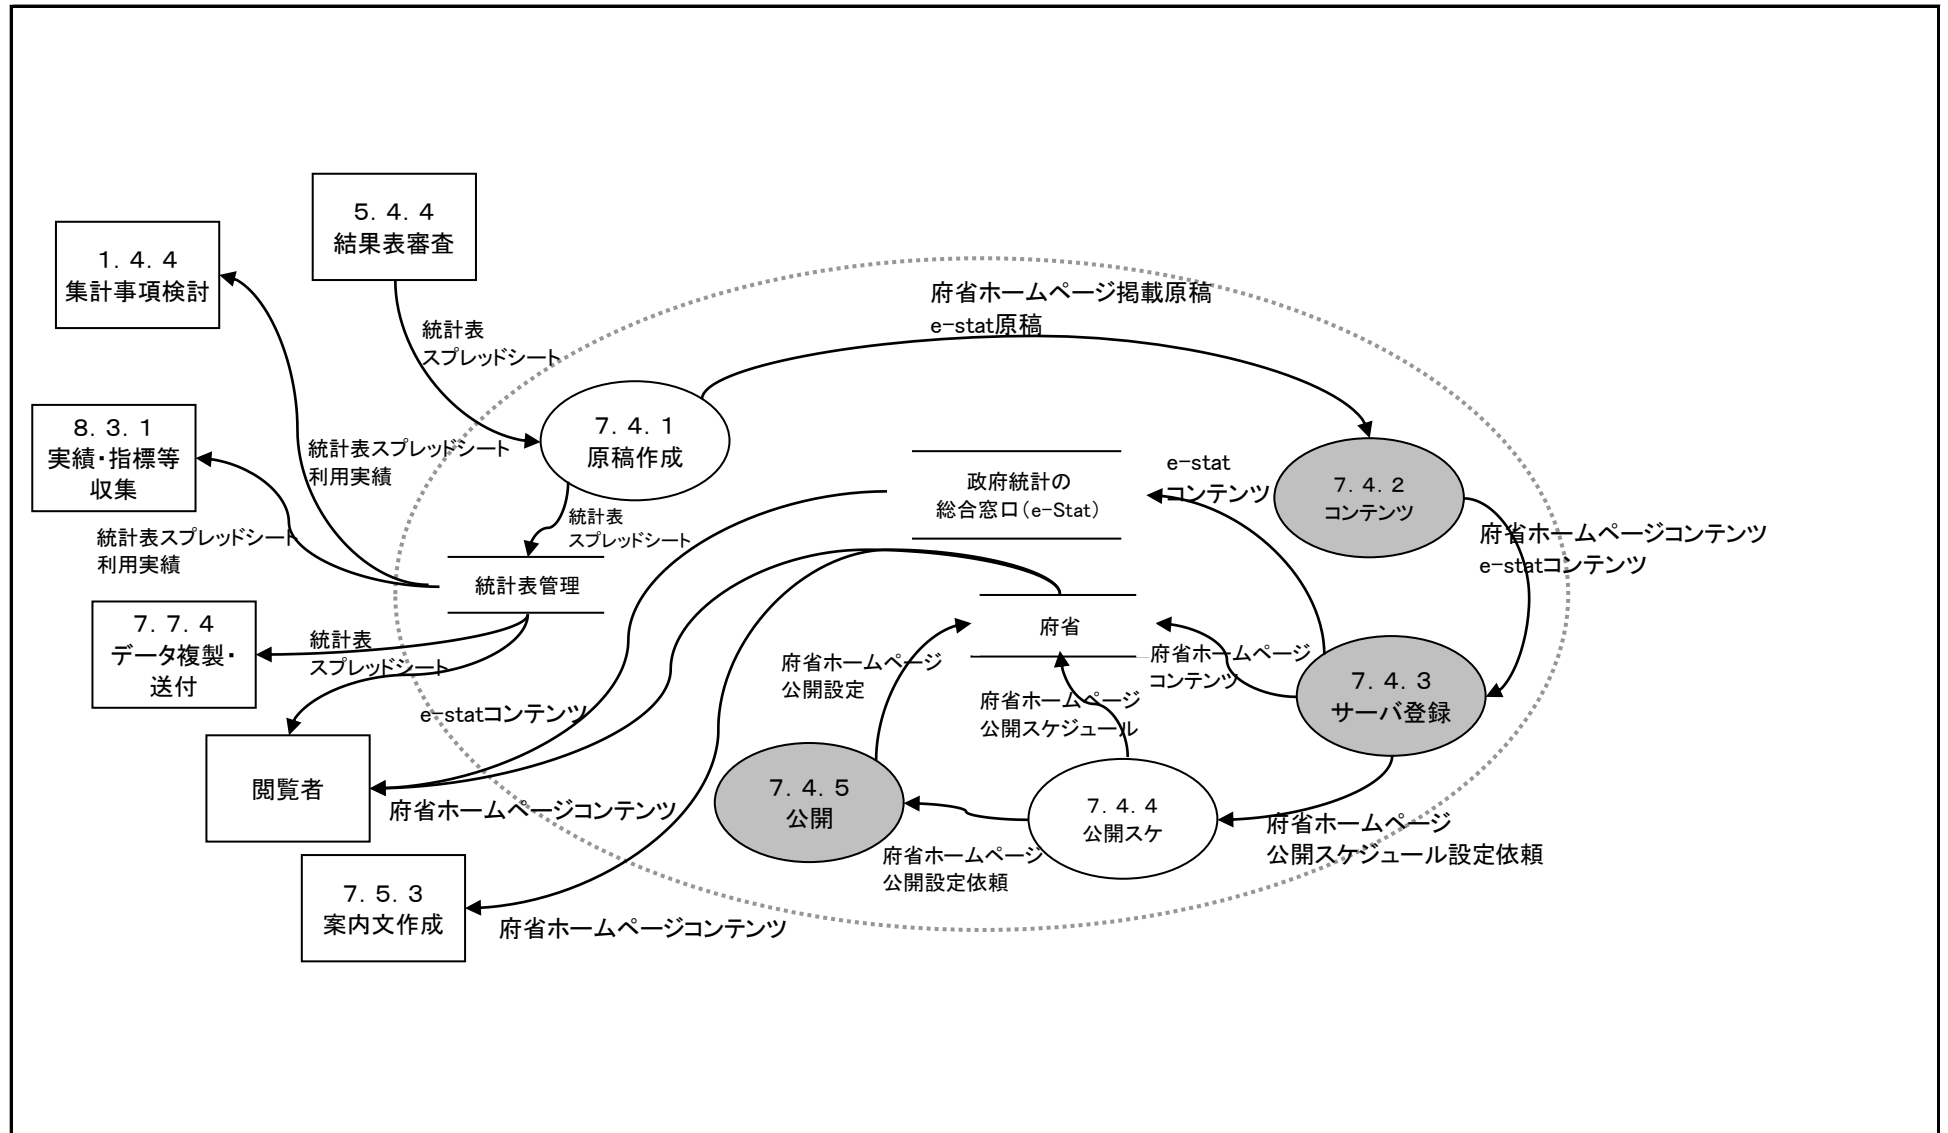 5．4．4
結果表審査
1．4．4
集計事項検討
府省ホームページ掲載原稿
e-stat原稿
統計表
スプレッドシート
7．4．1
原稿作成
8．3．1
実績・指標等
収集
統計表スプレッドシート
利用実績
政府統計の
総合窓口（e-Stat）
e-stat
コンテンツ
7．4．2
コンテンツ
統計表
スプレッドシート
統計表スプレッドシート
利用実績
府省ホームページコンテンツ
e-statコンテンツ
統計表管理
7．7．4
データ複製・
送付
統計表
スプレッドシート
府省
府省ホームページ
公開設定
府省ホームページ
コンテンツ
府省ホームページ
公開スケジュール
7．4．3
サーバ登録
e-statコンテンツ
閲覧者
府省ホームページコンテンツ
7．4．5
公開
7．4．4
公開スケ
府省ホームページ
公開スケジュール設定依頼
府省ホームページ
公開設定依頼
7．5．3
案内文作成
府省ホームページコンテンツ